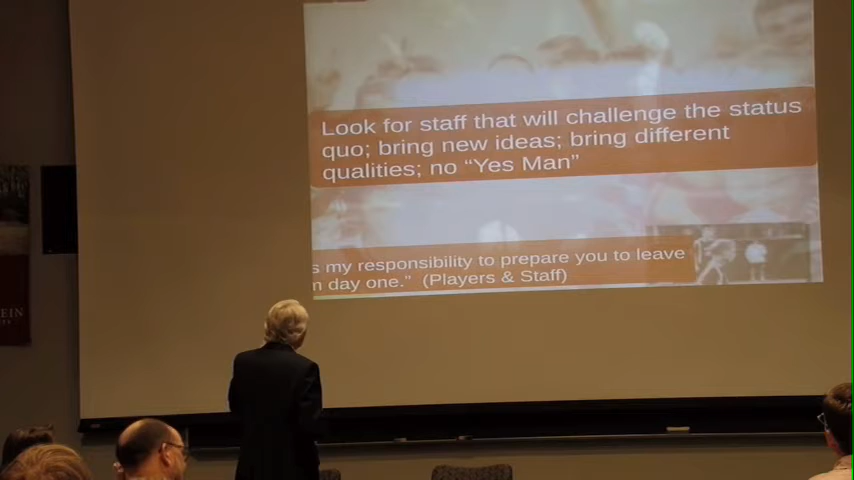 Look for staff that will challenge the status
quo; bring new ideas; bring different
qualities; no “Yes Man”
s my responsibility to prepare you to leave
m day one.” (Players & Staff)
EIN